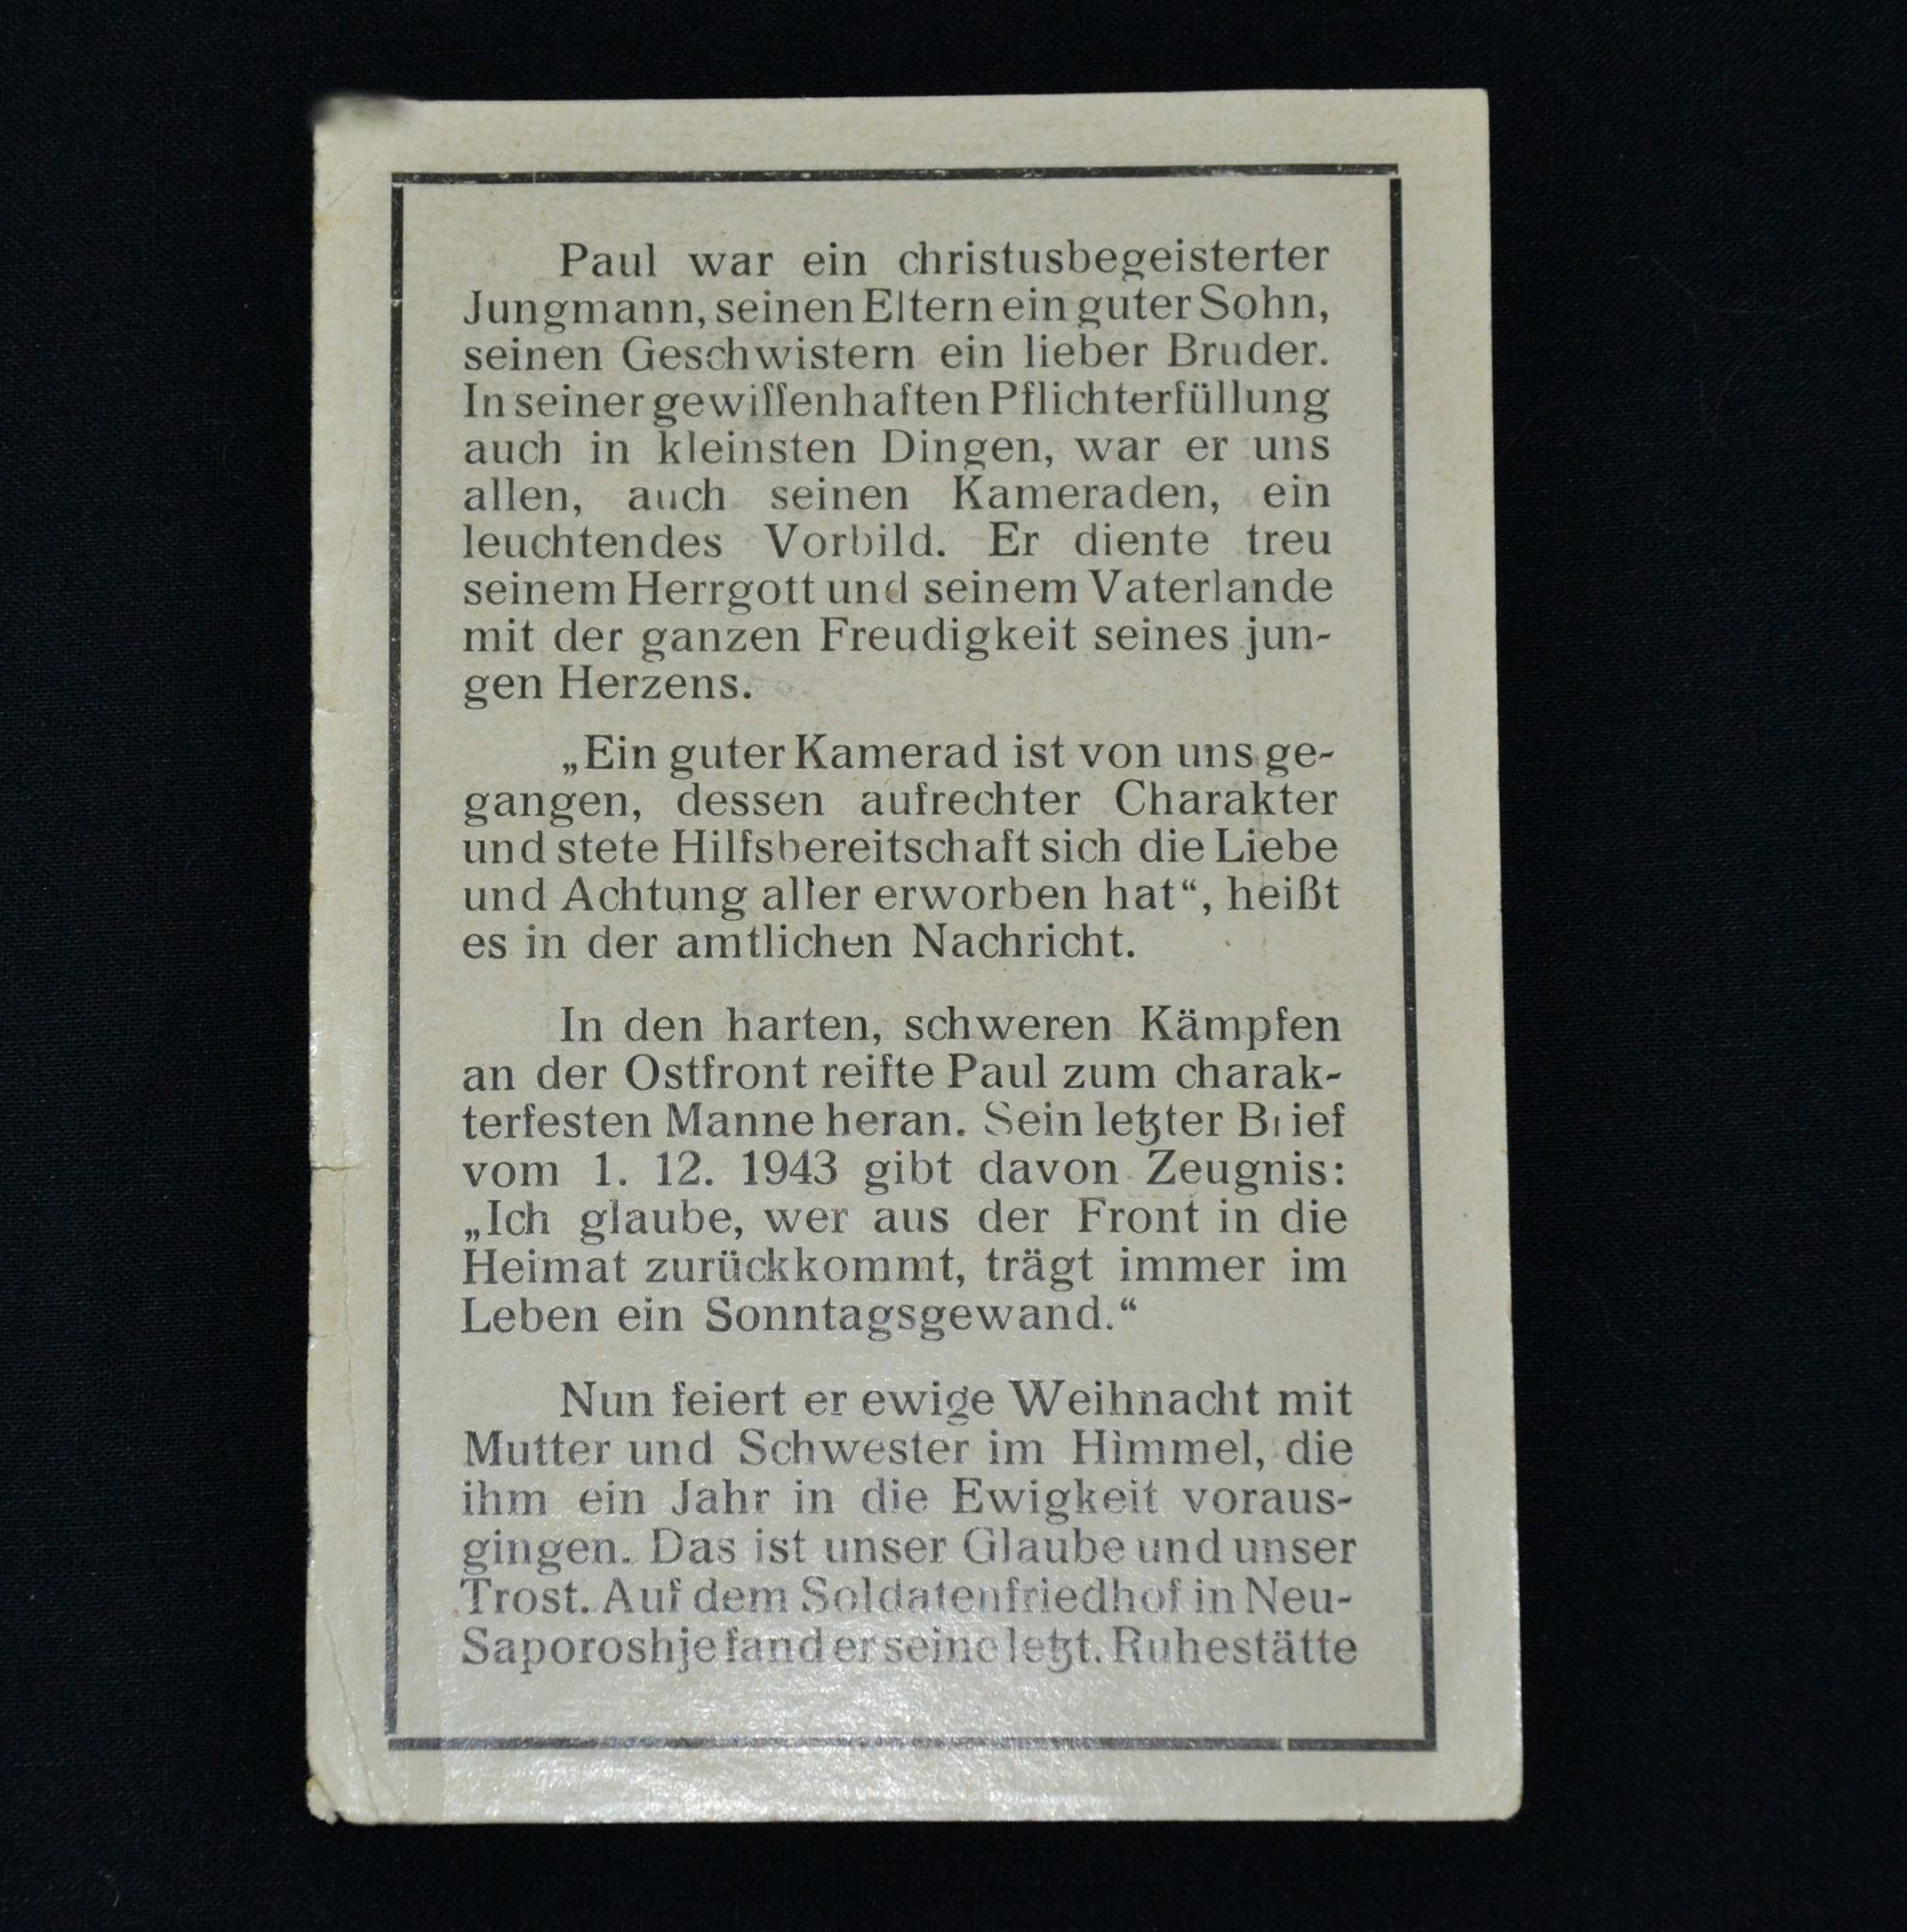 Paul war ein christusbegeisterter
Jungmann, seinen Eltern ein guter Sohn,
seinen Geschwistern ein lieber Bruder.
In seiner gewissenhaften Pflichterfüllung
auch in kleinsten Dingen, war er uns
allen, auch seinen Kameraden, ein
leuchtendes Vorbild. Er diente treu
seinem Herrgott und seinem Vaterlande
mit der ganzen Freudigkeit seines jun-
gen Herzens.
„Ein guter Kamerad ist von uns ge-
gangen, dessen aufrechter Charakter
und stete Hilfsbereitschaft sich die Liebe
und Achtung aller erworben hat“, heißt
es in der amtlichen Nachricht.
In den harten, schweren Kämpfen
an der Ostfront reifte Paul zum charak-
terfesten Manne heran. Sein letzter Brief
vom 1. 12. 1943 gibt davon Zeugnis:
„Ich glaube, wer aus der Front in die
Heimat zurückkommt, trägt immer im
Leben ein Sonntagsgewand.“
Nun feiert er ewige Weihnacht mit
Mutter und Schwester im Himmel, die
ihm ein Jahr in die Ewigkeit voraus-
gingen. Das ist unser Glaube und unser
Trost. Auf dem Soldatenfriedhof in Neu-
Saporoshje fand er seine letzt. Ruhestätte